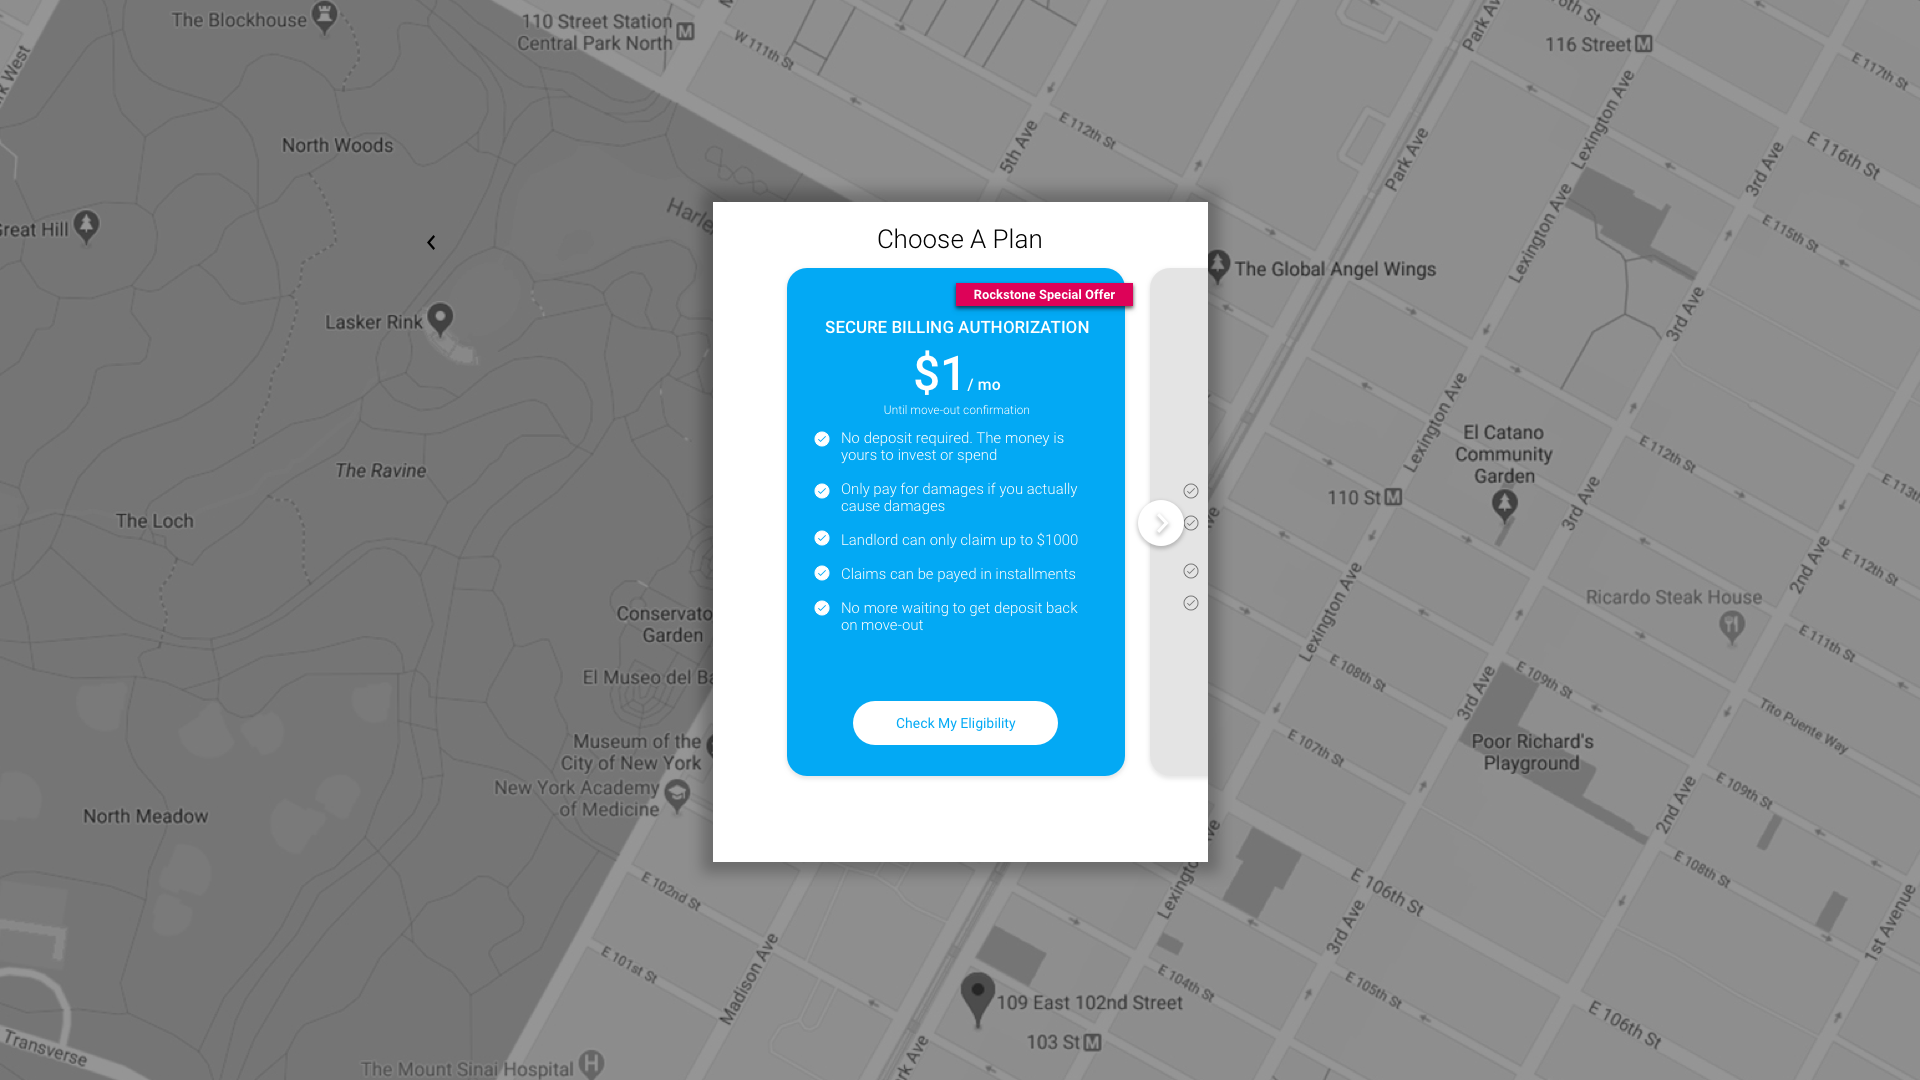 The Blockhouse
110 Street Station
Central Park North
W 111th St
Park Ave
116 Street
E 117th St
North Woods
5th Ave
E 112th St
Park Ave
Lexington Ave
3rd Ave
E 116th St
Great Hill
Lexington Ave
E 115th St
Choose A Plan
The Global Angel Wings
Rockstone Special Offer
Lasker Rink
SECURE BILLING AUTHORIZATION
3rd Ave
$1 / mo
Until move-out confirmation
No deposit required. The money is
yours to invest or spend
Lexington Ave
El Catano
Community
Garden
E 112th St
The Ravine
Only pay for damages if you actually
cause damages
110 St
3rd Ave
E 113th
The Loch
Landlord can only claim up to $1000
2nd Ave
E 112th St
Claims can be payed in installments
Ricardo Steak House
No more waiting to get deposit back
on move-out
Conservato
Garden
Lexington Ave
E 111th St
El Museo del Ba
E 108th St
E 109th St
3rd Ave
Tito Puente Way
Check My Eligibility
Museum of the
City of New York
E 107th St
Poor Richard's
Playground
New York Academy
of Medicine
E 109th St
North Meadow
2nd Ave
E 102nd St
Lexington
E 106th St
E 108th St
3rd Ave
1st Avenue
E 101st St
Madison Ave
E 104th St
E 105th St
109 East 102nd Street
E 106th St
103 St
Transverse
The Mount Sinai Hospital
rk Ave